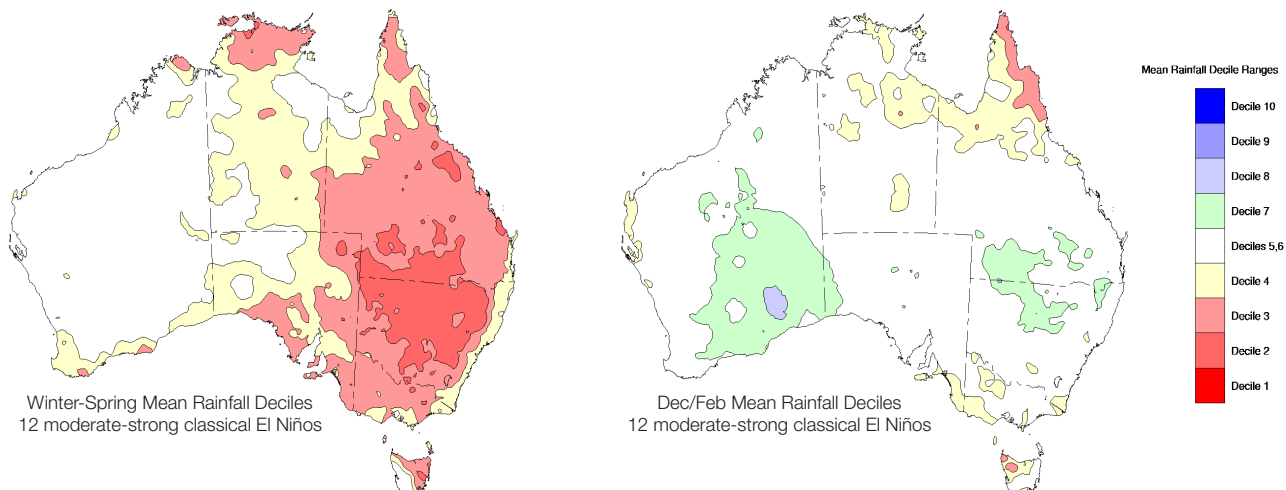 Mean Rainfall Decile Ranges
Decile 10
Decile 9
Decile 8
Decile 7
Deciles 5,6
Decile 4
Decile 3
Decile 2
Decile 1
Winter-Spring Mean Rainfall Deciles
12 moderate-strong classical El Niños
Dec/Feb Mean Rainfall Deciles
12 moderate-strong classical El Niños